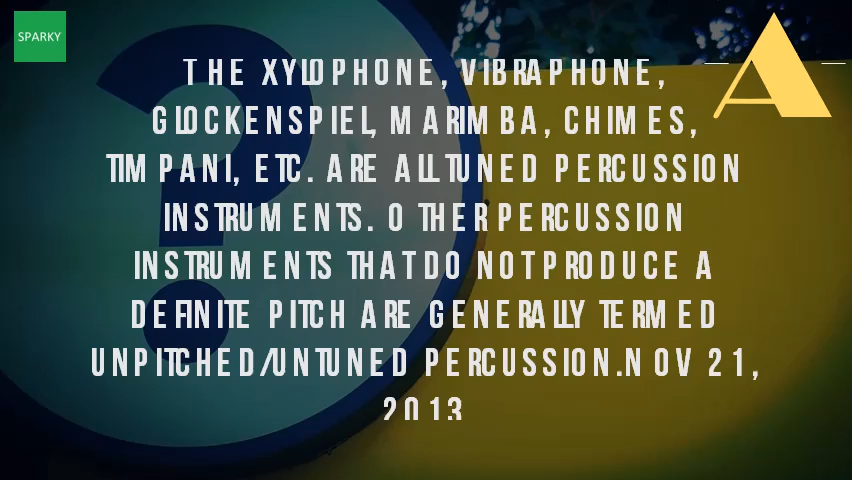 SPARKY
A
THE XYLOPHONE, VIBRAPHONE,
GLOCKENSPIEL, MARIMBA, CHIMES,
TIMPANI, ETC. ARE ALL TUNED PERCUSSION
INSTRUMENTS. OTHER PERCUSSION
INSTRUMENTS THAT DO NOT PRODUCE A
DEFINITE PITCH ARE GENERALLY TERMED
UNPITCHED/UNTUNED PERCUSSION.NOV 21,
2013